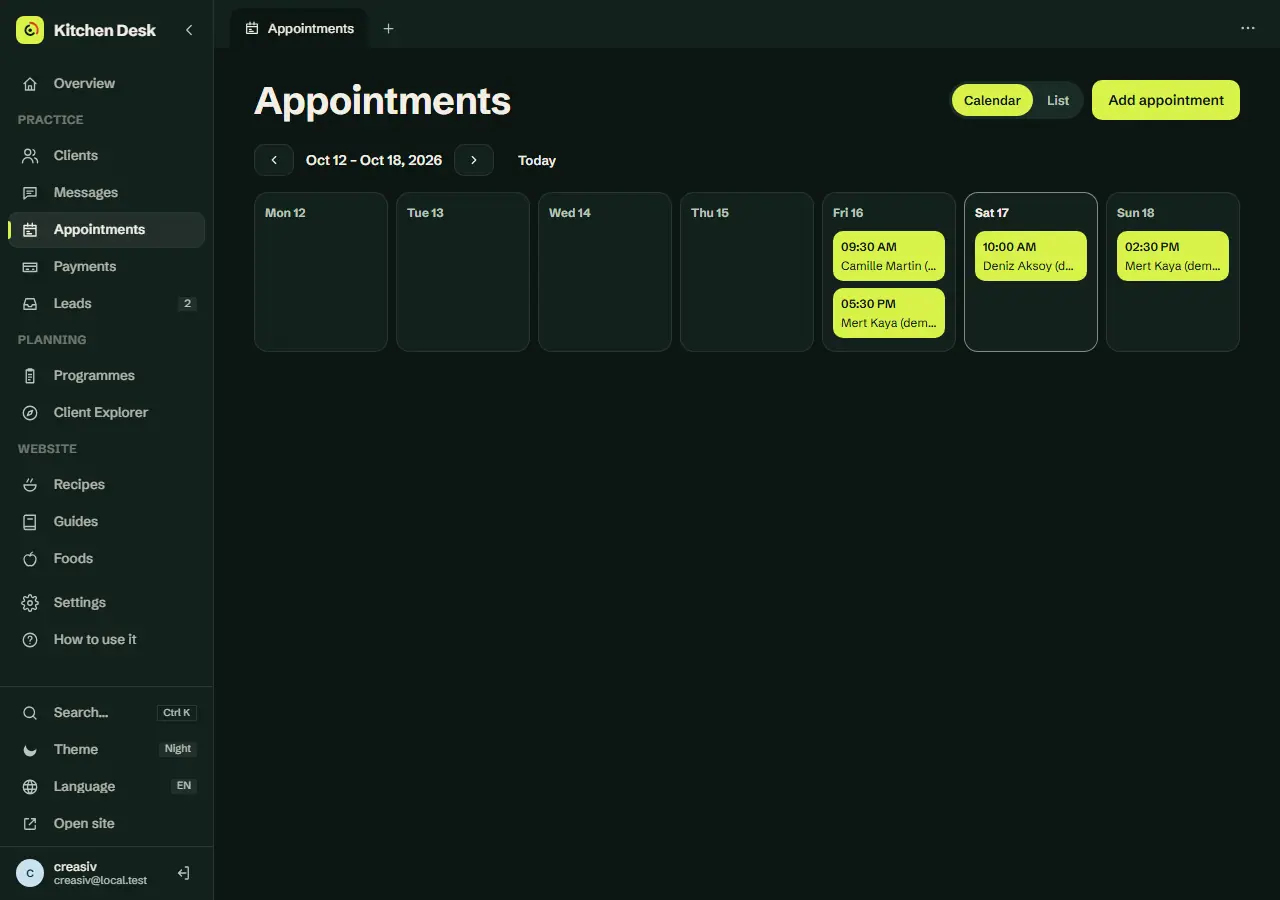 Kitchen Desk
Overview
PRACTICE
Clients
Messages
Appointments
Payments
Leads 2
PLANNING
Programmes
Client Explorer
WEBSITE
Recipes
Guides
Foods
Settings
How to use it
Search... Ctrl K
Theme Night
Language EN
Open site
C
creasiv
creasiv@local.test
Appointments
Appointments
Calendar List Add appointment
Oct 12 – Oct 18, 2026 Today
Mon 12
Tue 13
Wed 14
Thu 15
Fri 16
09:30 AM
Camille Martin (...
05:30 PM
Mert Kaya (dem...
Sat 17
10:00 AM
Deniz Aksoy (d...
Sun 18
02:30 PM
Mert Kaya (dem...